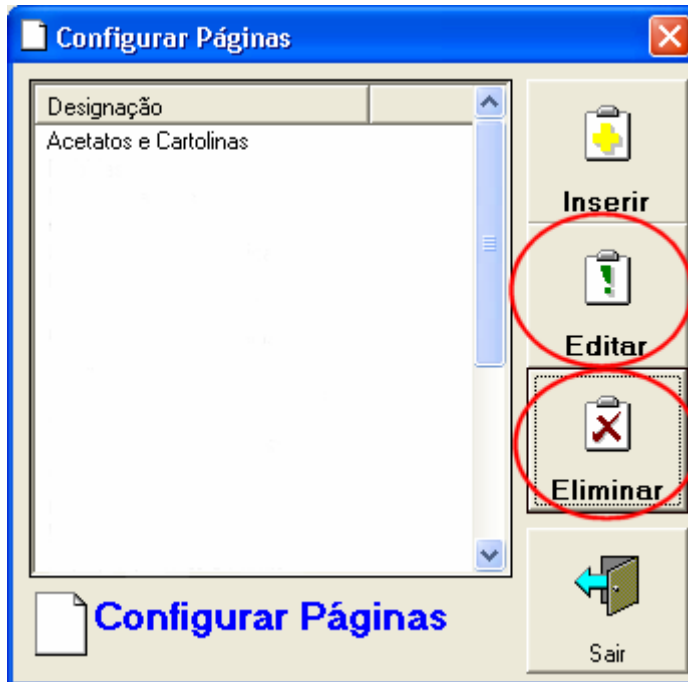 Configurar Páginas
Designação
Acetatos e Cartolinas
Inserir
Editar
Eliminar
Configurar Páginas
Sair